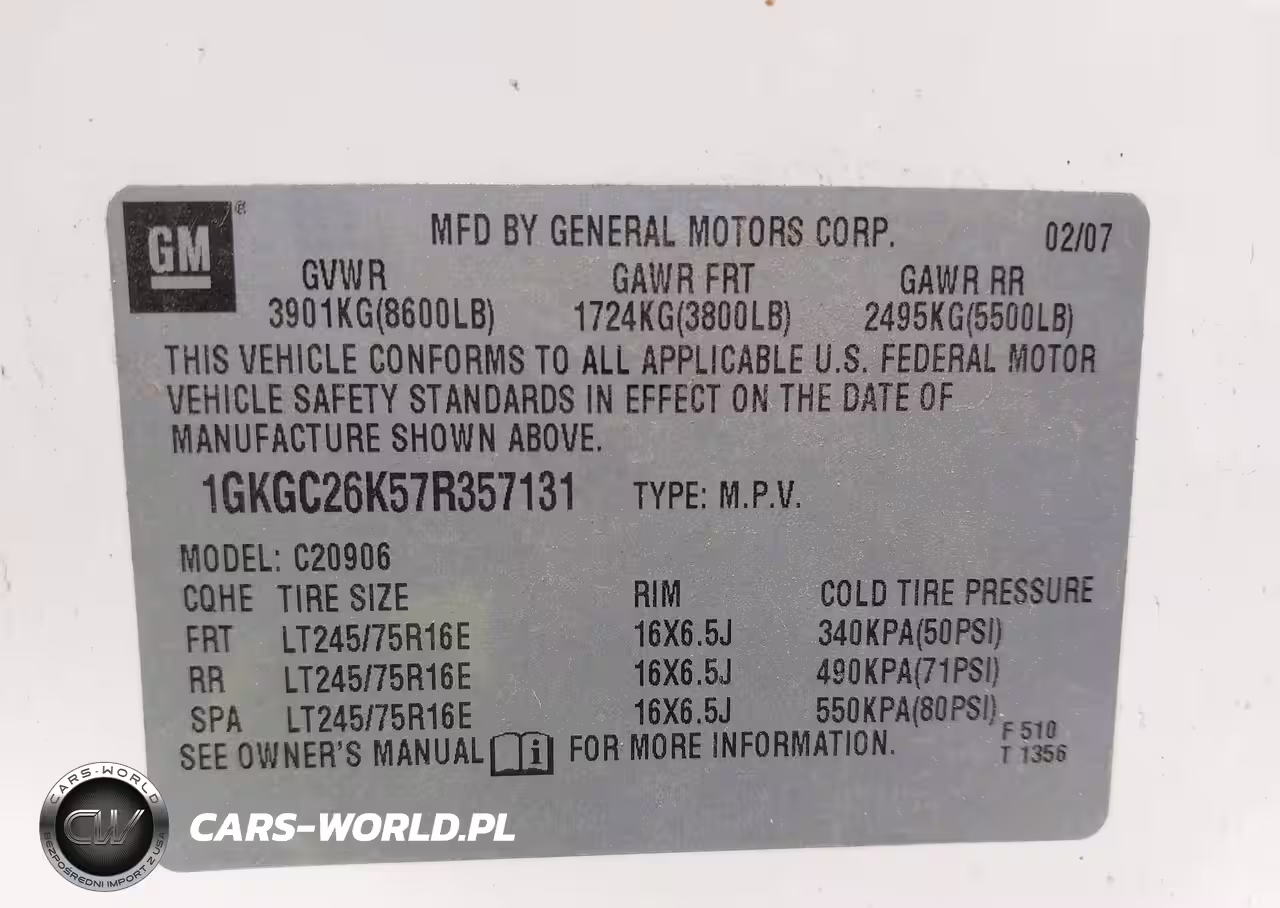 GM ®
MFD BY GENERAL MOTORS CORP. 02/07
GVWR GAWR FRT GAWR RR
3901KG(8600LB) 1724KG(3800LB) 2495KG(5500LB)
THIS VEHICLE CONFORMS TO ALL APPLICABLE U.S. FEDERAL MOTOR
VEHICLE SAFETY STANDARDS IN EFFECT ON THE DATE OF
MANUFACTURE SHOWN ABOVE.
1GKGC26K57R357131 TYPE: M.P.V.
MODEL: C20906
CQHE TIRE SIZE RIM COLD TIRE PRESSURE
FRT LT245/75R16E 16X6.5J 340KPA(50PSI)
RR LT245/75R16E 16X6.5J 490KPA(71PSI)
SPA LT245/75R16E 16X6.5J 550KPA(80PSI)
F 510
SEE OWNER'S MANUAL i FOR MORE INFORMATION.
T 1356
CARS-WORLD
CW
BEZPOŚREDNI IMPORT Z USA
CARS-WORLD.PL